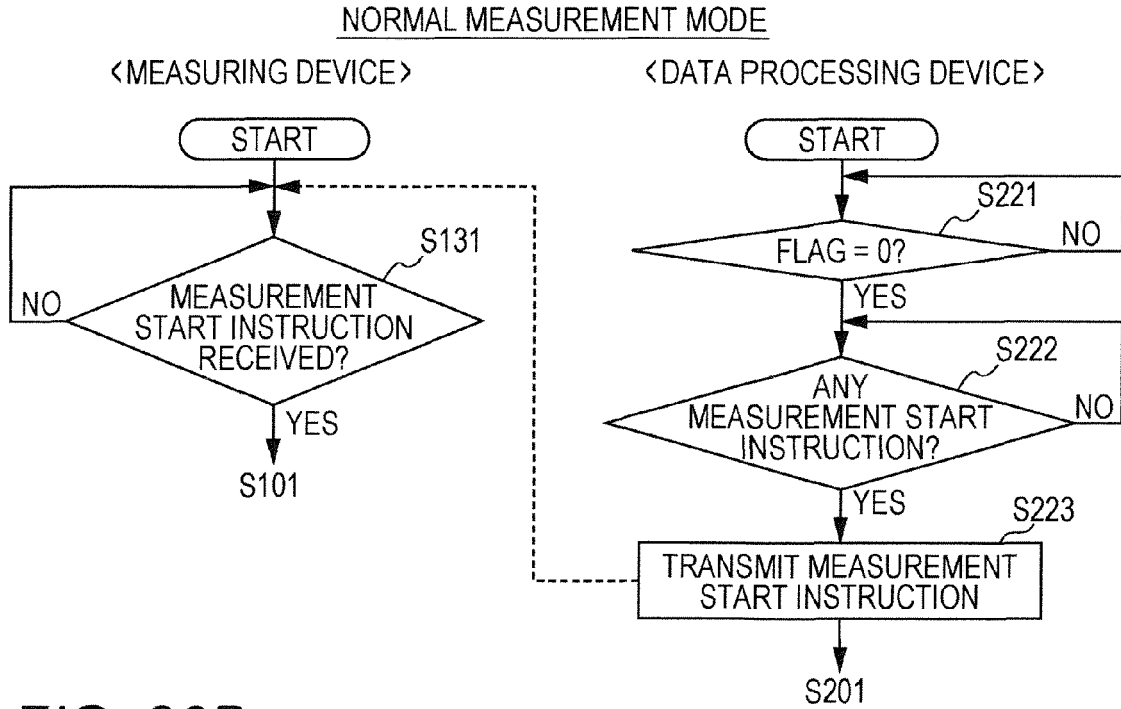 NORMAL MEASUREMENT MODE
<MEASURING DEVICE>
<DATA PROCESSING DEVICE>
START
START
S131
S221
MEASUREMENT
START INSTRUCTION
RECEIVED?
NO
YES
S101
FLAG = 0?
NO
YES
S222
ANY
MEASUREMENT START
INSTRUCTION?
NO
YES
S223
TRANSMIT MEASUREMENT
START INSTRUCTION
S201